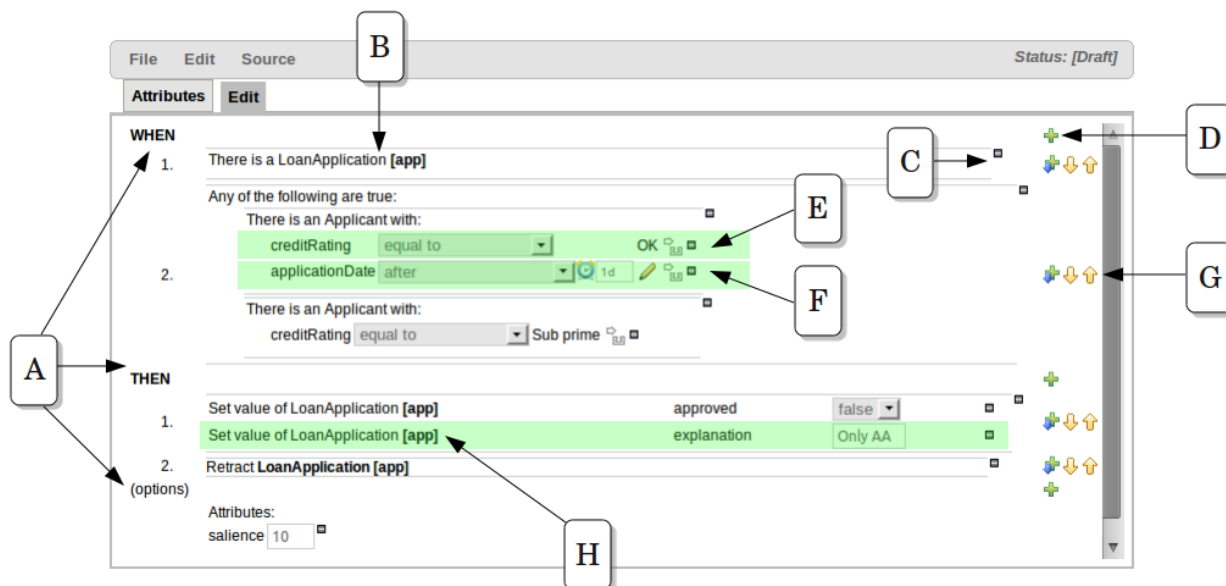 B
File Edit Source Status: [Draft]
Attributes Edit
WHEN
D
1. There is a LoanApplication [app]
C
Any of the following are true:
There is an Applicant with:
E
creditRating equal to OK
2. applicationDate after 1d
G
F
There is an Applicant with:
creditRating equal to Sub prime
A
THEN
1. Set value of LoanApplication [app] approved false
Set value of LoanApplication [app] explanation Only AA
2. Retract LoanApplication [app]
(options)
Attributes:
salience 10
H